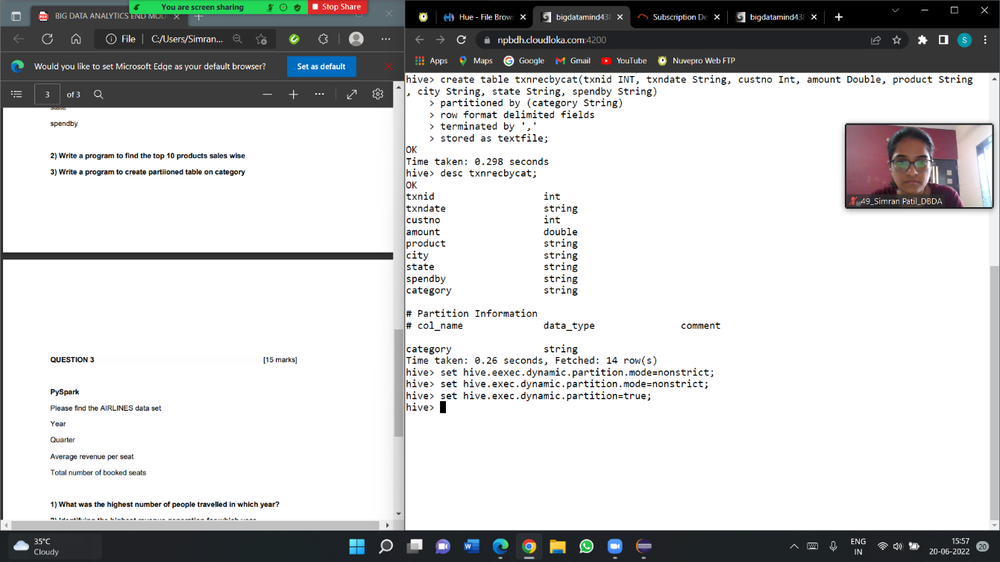 BIG DATA ANALYTICS END MOD
You are screen sharing
Stop Share
File
C:/Users/Simran...
Would you like to set Microsoft Edge as your default browser?
Set as default
3
of 3
state
spendby
2) Write a program to find the top 10 products sales wise
3) Write a program to create partiioned table on category
QUESTION 3
[15 marks]
PySpark
Please find the AIRLINES data set
Year
Quarter
Average revenue per seat
Total number of booked seats
1) What was the highest number of people travelled in which year?
2) Identifying the highest revenue generation for which year
Hue - File Brows
bigdatamind438
Subscription De
bigdatamind438
npbdh.cloudloka.com:4200
S
Apps
Maps
Google
Gmail
YouTube
Nuvepro Web FTP
hive> create table txnrecbycat(txnid INT, txndate String, custno Int, amount Double, product String
, city String, state String, spendby String)
> partitioned by (category String)
> row format delimited fields
> terminated by ','
> stored as textfile;
OK
Time taken: 0.298 seconds
hive> desc txnrecbycat;
OK
txnid int
txndate string
custno int
amount double
product string
city string
state string
spendby string
category string
# Partition Information
# col_name data_type comment
category string
Time taken: 0.26 seconds, Fetched: 14 row(s)
hive> set hive.eexec.dynamic.partition.mode=nonstrict;
hive> set hive.exec.dynamic.partition.mode=nonstrict;
hive> set hive.exec.dynamic.partition=true;
hive>
49_Simran Patil_DBDA
35°C
Cloudy
ENG
IN
15:57
20-06-2022
20